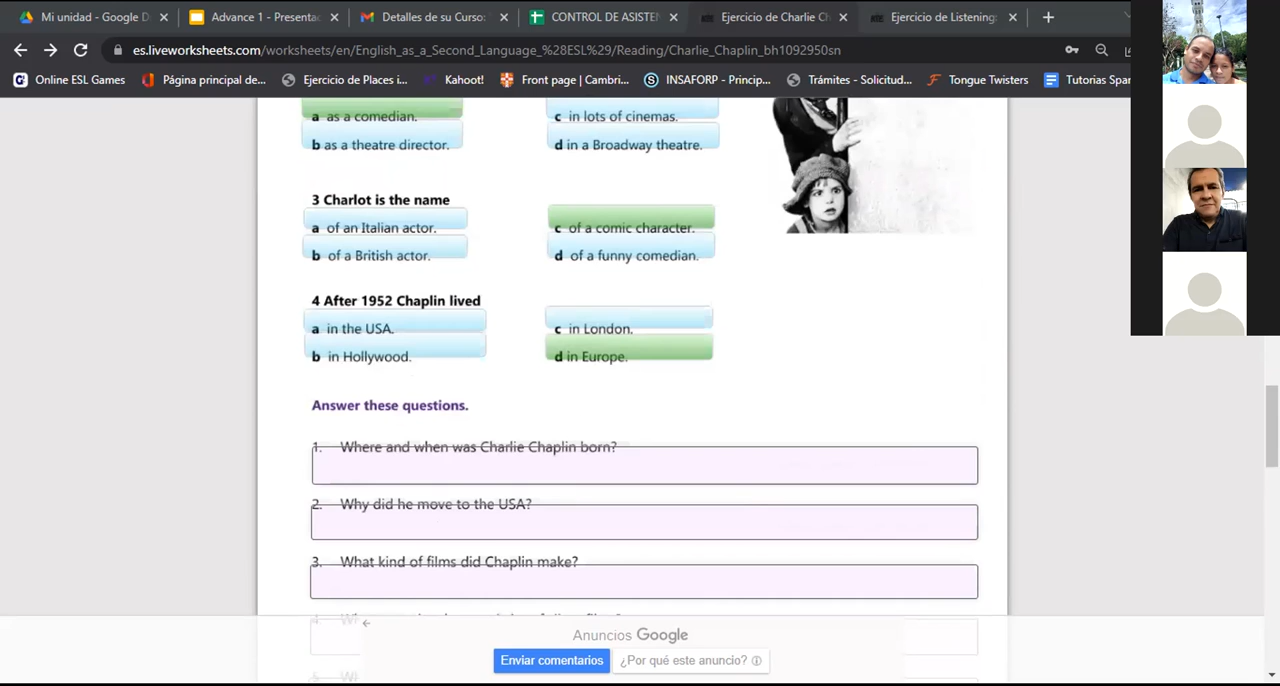 Mi unidad - Google D
Advance 1 - Presenta
Detalles de su Curso:
CONTROL DE ASISTEN
Ejercicio de Charlie Ch
Ejercicio de Listening:
es.liveworksheets.com/worksheets/en/English_as_a_Second_Language_%28ESL%29/Reading/Charlie_Chaplin_bh1092950sn
Online ESL Games
Página principal de...
Ejercicio de Places i...
Kahoot!
Front page | Cambri...
INSAFORP - Princip...
Trámites - Solicitud...
Tongue Twisters
Tutorias Spar
a as a comedian.
c in lots of cinemas.
b as a theatre director.
d in a Broadway theatre.
3 Charlot is the name
a of an Italian actor.
c of a comic character.
b of a British actor.
d of a funny comedian.
4 After 1952 Chaplin lived
a in the USA.
c in London.
b in Hollywood.
d in Europe.
Answer these questions.
1. Where and when was Charlie Chaplin born?
2. Why did he move to the USA?
3. What kind of films did Chaplin make?
Anuncios Google
Enviar comentarios
¿Por qué este anuncio?